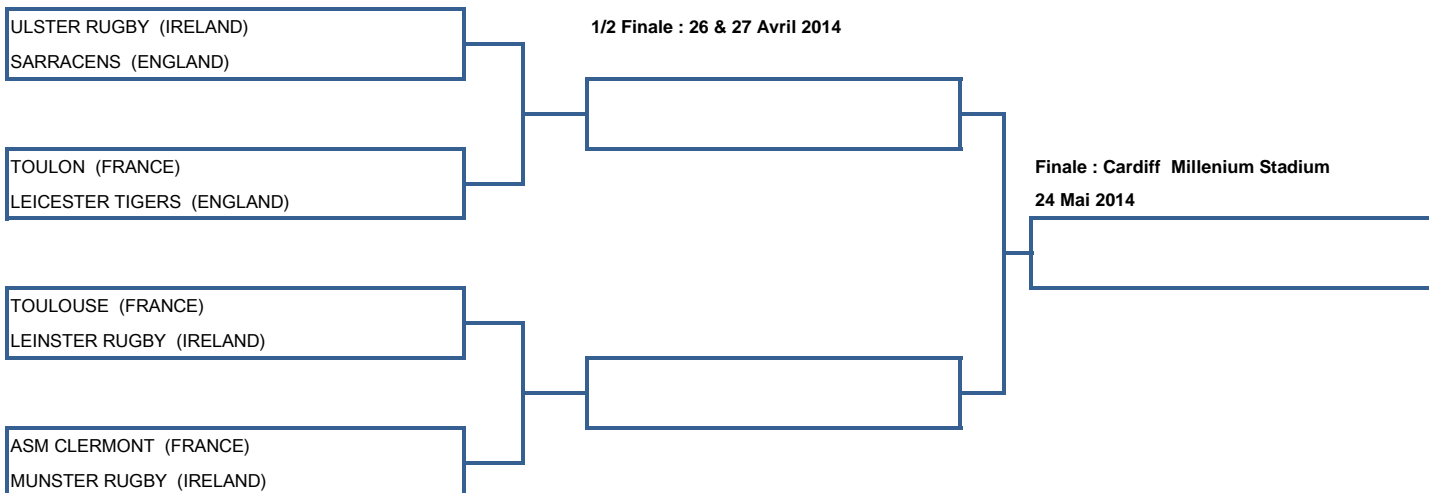 ULSTER RUGBY (IRELAND)
SARRACENS (ENGLAND)
1/2 Finale : 26 & 27 Avril 2014
TOULON (FRANCE)
LEICESTER TIGERS (ENGLAND)
Finale : Cardiff Millenium Stadium
24 Mai 2014
TOULOUSE (FRANCE)
LEINSTER RUGBY (IRELAND)
ASM CLERMONT (FRANCE)
MUNSTER RUGBY (IRELAND)